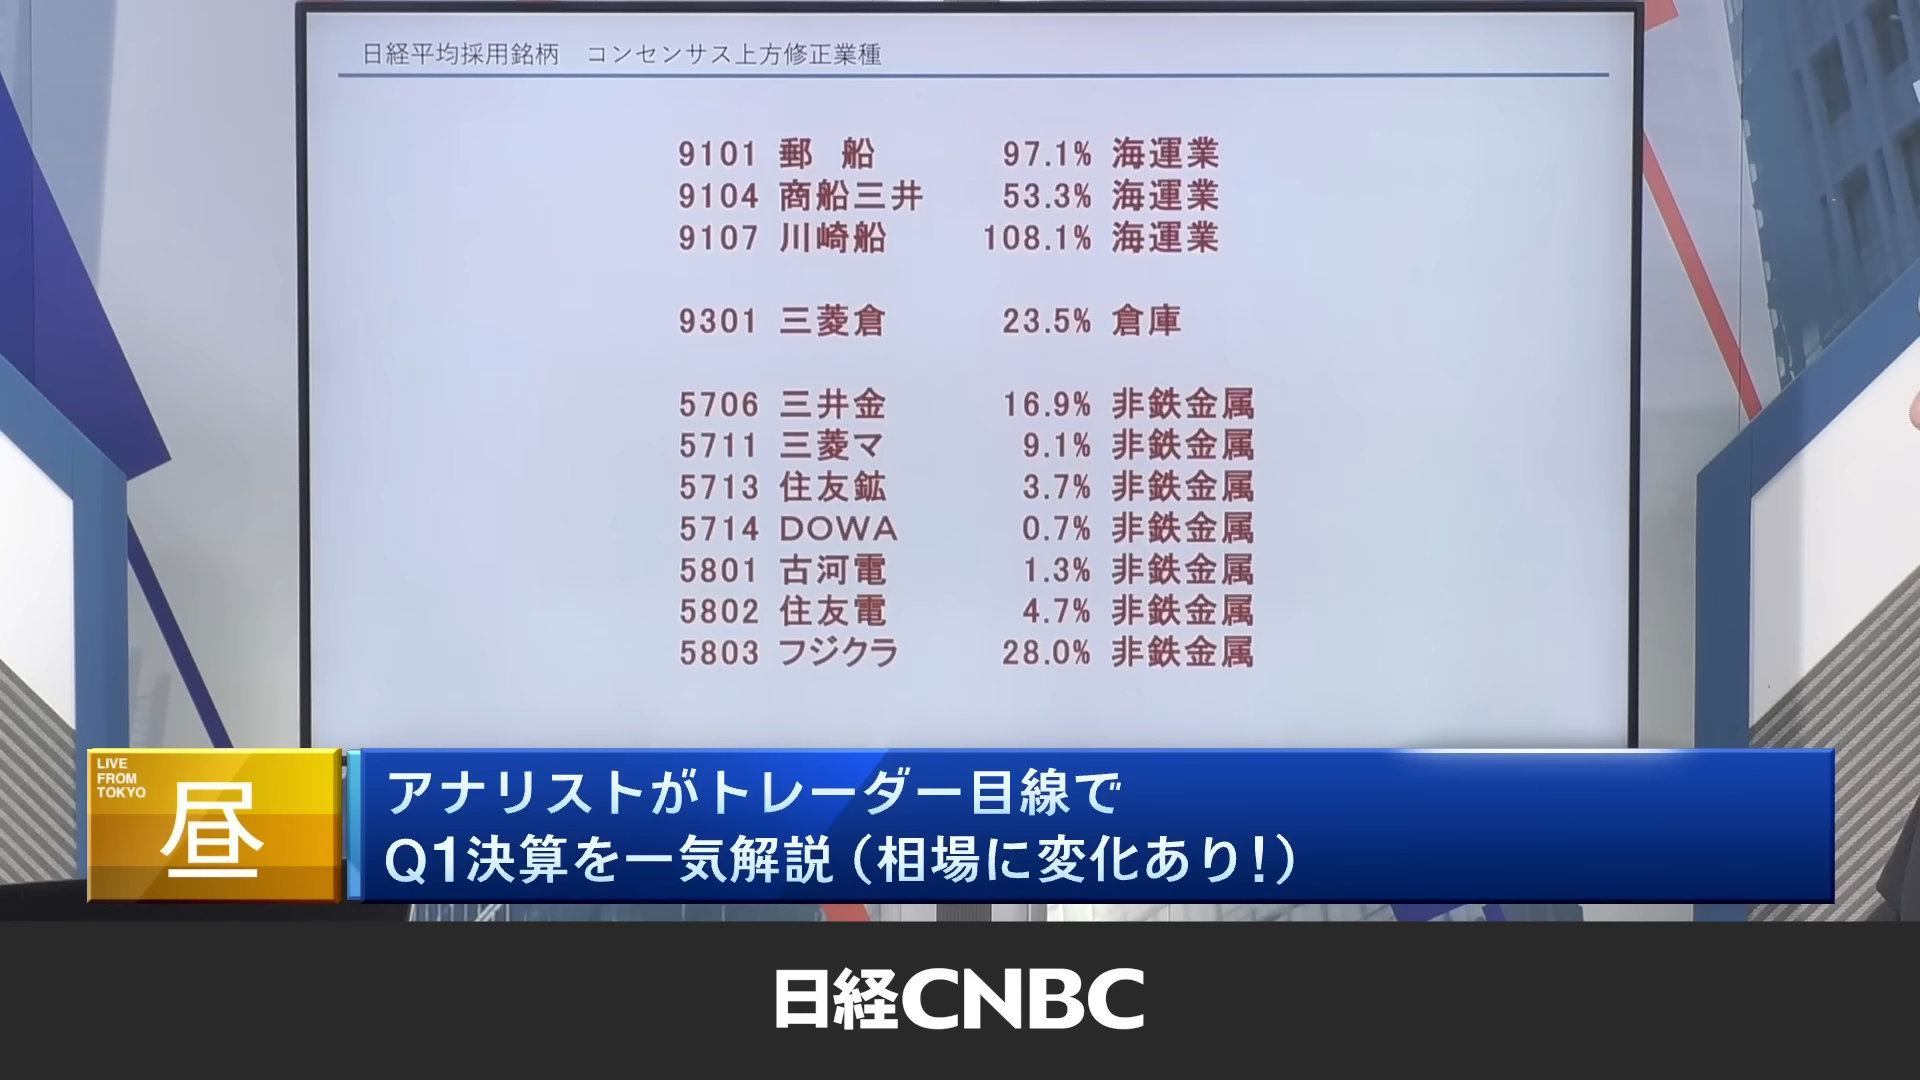 日経平均採用銘柄　コンセンサス上方修正業種
9101 郵　船 97.1% 海運業
9104 商船三井 53.3% 海運業
9107 川崎船 108.1% 海運業
9301 三菱倉 23.5% 倉庫
5706 三井金 16.9% 非鉄金属
5711 三菱マ 9.1% 非鉄金属
5713 住友鉱 3.7% 非鉄金属
5714 DOWA 0.7% 非鉄金属
5801 古河電 1.3% 非鉄金属
5802 住友電 4.7% 非鉄金属
5803 フジクラ 28.0% 非鉄金属
LIVE
FROM
TOKYO
昼
アナリストがトレーダー目線で
Q1決算を一気解説（相場に変化あり！）
日経CNBC